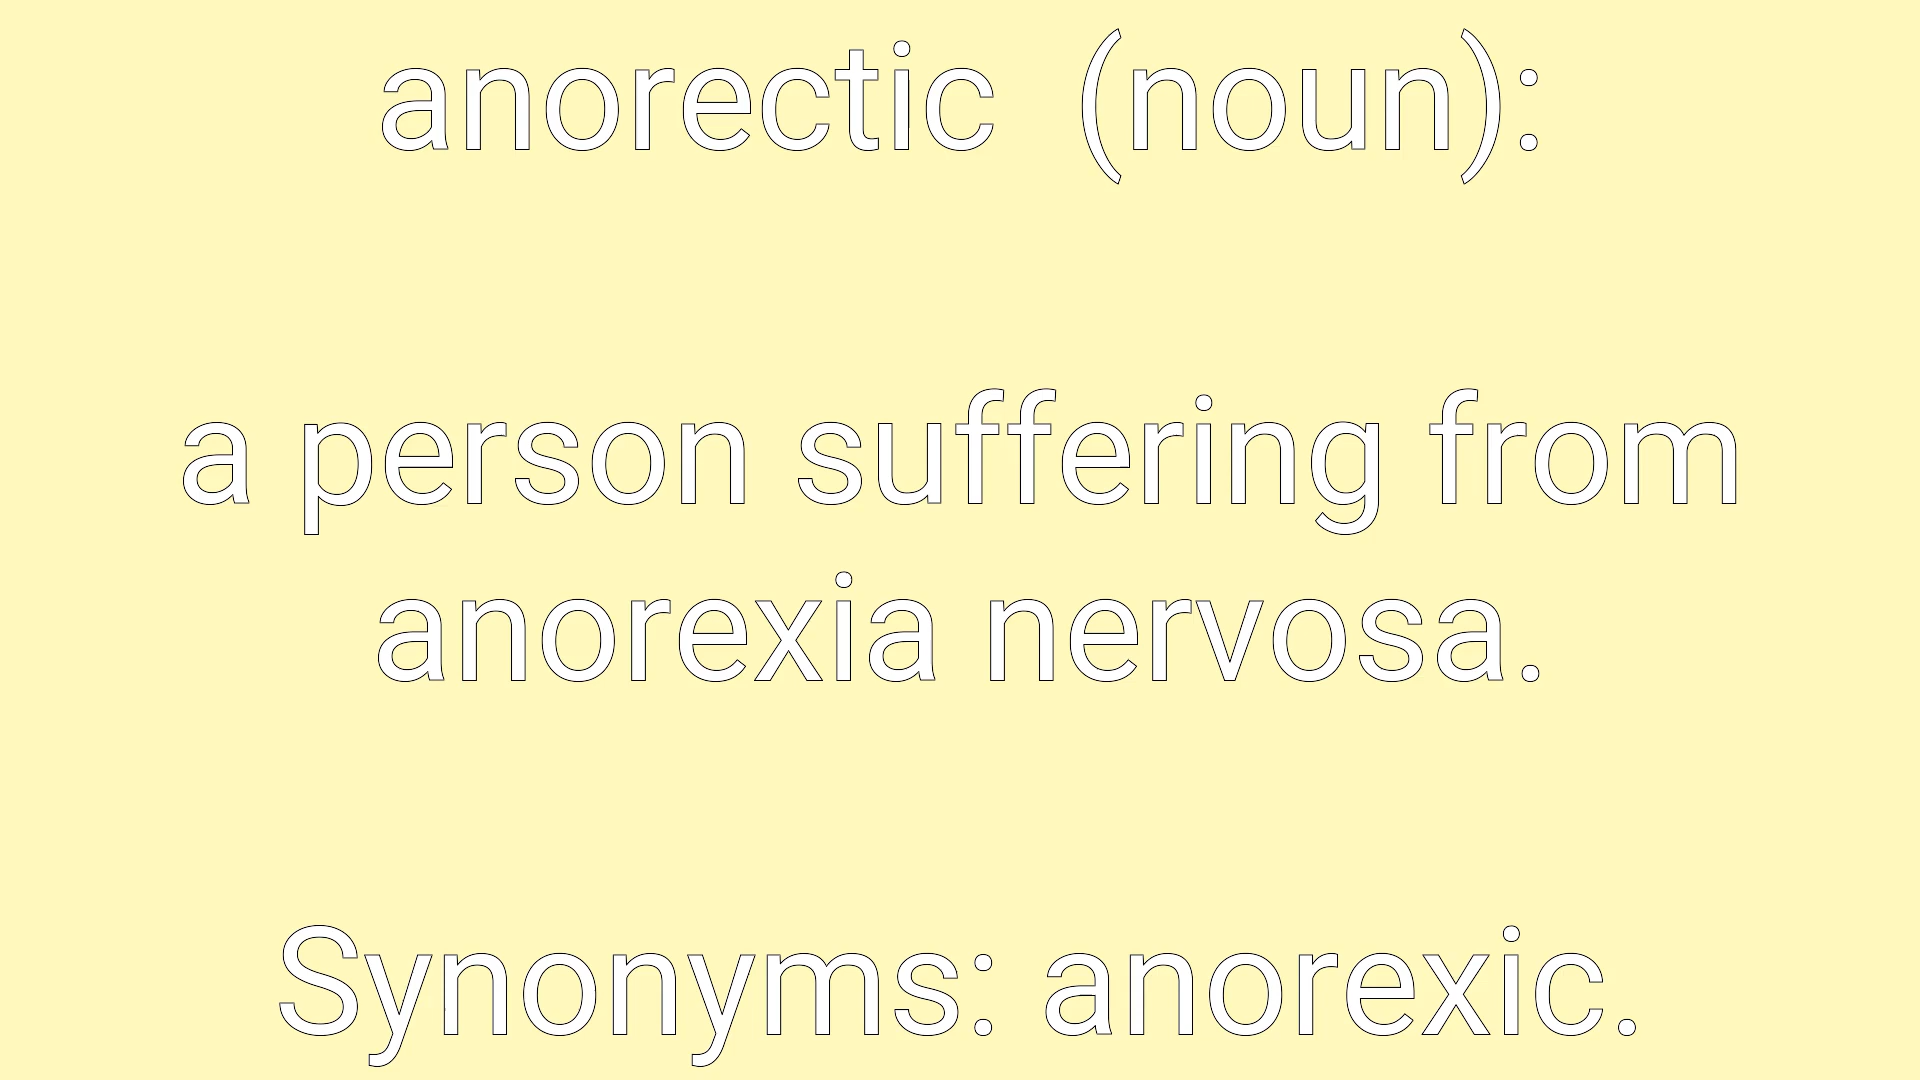 anorectic  (noun):
a person suffering from
anorexia nervosa.
Synonyms: anorexic.